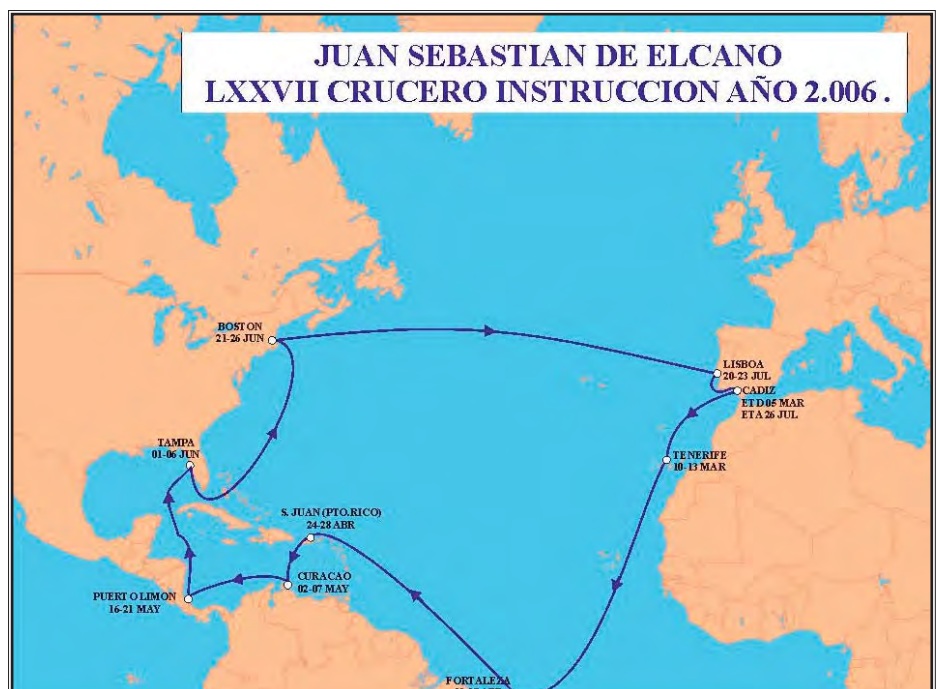 JUAN SEBASTIAN DE ELCANO
LXXVII CRUCERO INSTRUCCION AÑO 2.006 .
BOSTON
21-26 JUN
LISBOA
20-23 JUL
CADIZ
ETD 05 MAR
ETA 26 JUL
TAMPA
01-06 JUN
TENERIFE
10-13 MAR
S. JUAN (PTO.RICO)
24-28 ABR
CURACAO
02-07 MAY
PUERTO LIMON
16-21 MAY
FORTALEZA